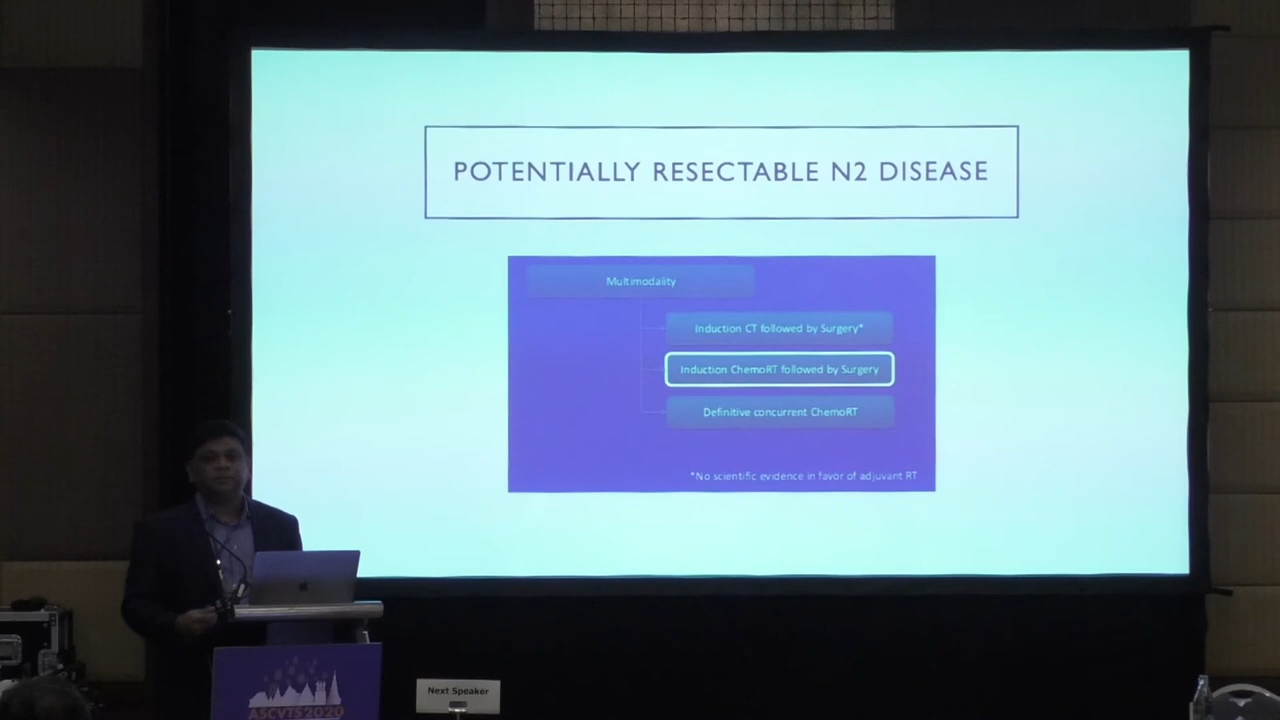 POTENTIALLY RESECTABLE N2 DISEASE
Multimodality
Induction CT followed by Surgery*
Induction ChemoRT followed by Surgery
Definitive concurrent ChemoRT
*No scientific evidence in favor of adjuvant RT
ASCVTS2020
Next Speaker